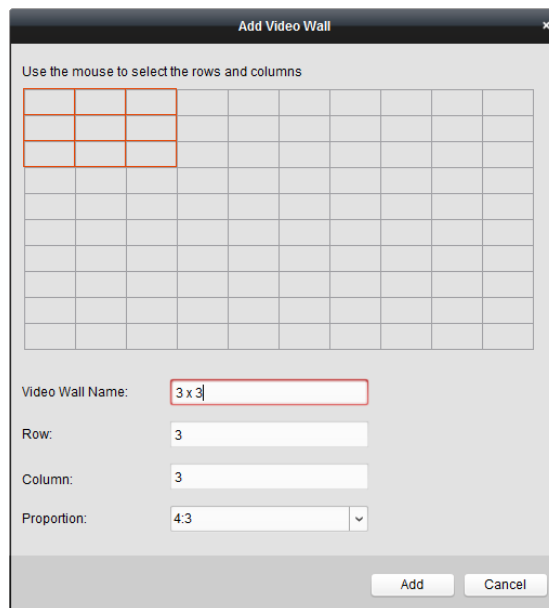 Add Video Wall ×
Use the mouse to select the rows and columns
Video Wall Name: 3 x 3
Row: 3
Column: 3
Proportion: 4:3
Add Cancel